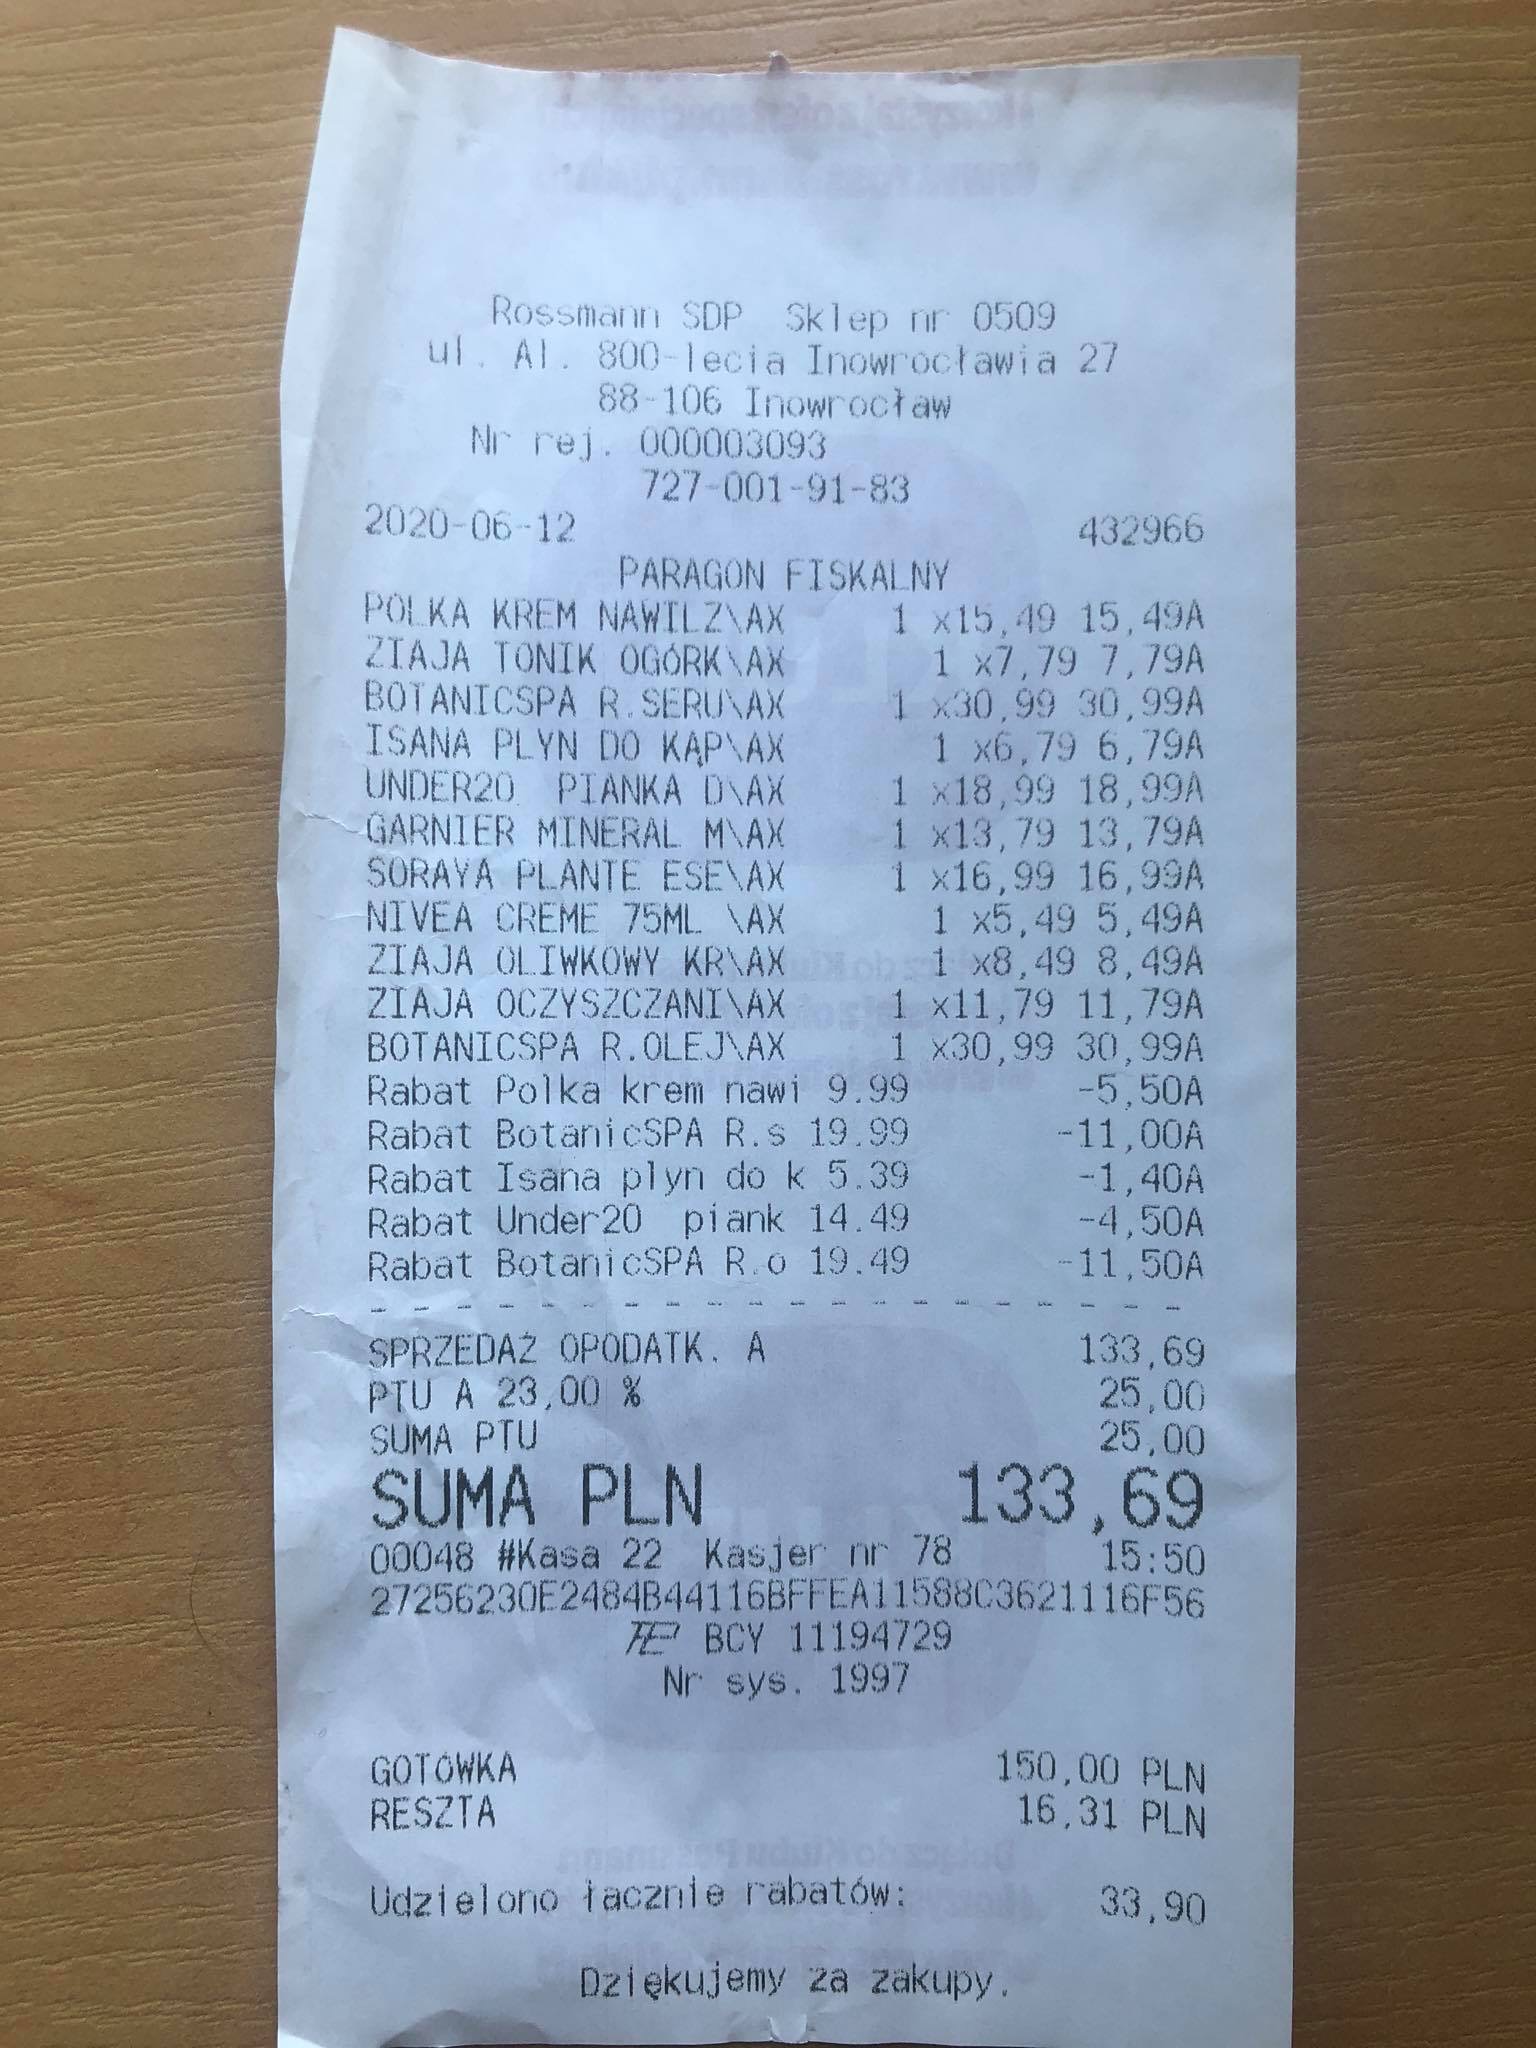 Rossmann SDP Sklep nr 0509
ul. Al. 800-lecia Inowrocławia 27
88-106 Inowrocław
Nr rej. 000003093
727-001-91-83
2020-06-12 432966
PARAGON FISKALNY
POLKA KREM NAWILZ\AX 1 x15,49 15,49A
ZIAJA TONIK OGÓRK\AX 1 x7,79 7,79A
BOTANICSPA R.SERU\AX 1 x30,99 30,99A
ISANA PLYN DO KĄP\AX 1 x6,79 6,79A
UNDER20 PIANKA D\AX 1 x18,99 18,99A
GARNIER MINERAL M\AX 1 x13,79 13,79A
SORAYA PLANTE ESE\AX 1 x16,99 16,99A
NIVEA CREME 75ML \AX 1 x5,49 5,49A
ZIAJA OLIWKOWY KR\AX 1 x8,49 8,49A
ZIAJA OCZYSZCZANI\AX 1 x11,79 11,79A
BOTANICSPA R.OLEJ\AX 1 x30,99 30,99A
Rabat Polka krem nawi 9.99 -5,50A
Rabat BotanicSPA R.s 19.99 -11,00A
Rabat Isana plyn do k 5.39 -1,40A
Rabat Under20 piank 14.49 -4,50A
Rabat BotanicSPA R.o 19.49 -11,50A
SPRZEDAŻ OPODATK. A 133,69
PTU A 23,00 % 25,00
SUMA PTU 25,00
SUMA PLN 133,69
00048 #Kasa 22 Kasjer nr 78 15:50
27256230E2484B44116BFFEA11588C3621116F56
BCY 11194729
Nr sys. 1997
GOTÓWKA 150,00 PLN
RESZTA 16,31 PLN
Udzielono łacznie rabatów: 33,90
Dziękujemy za zakupy.